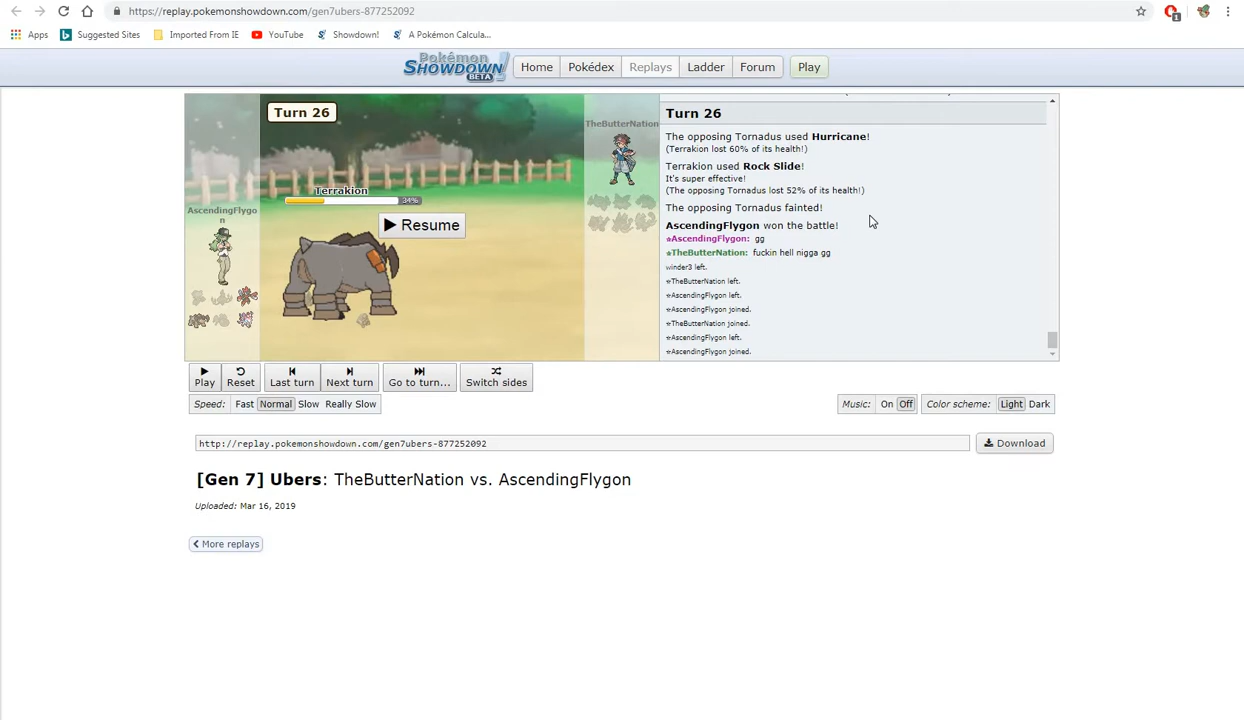 https://replay.pokemonshowdown.com/gen7ubers-877252092
1
Apps
Suggested Sites
Imported From IE
YouTube
Showdown!
A Pokémon Calcula...
Pokémon
SHOWDOWN!
BETA
Home
Pokédex
Replays
Ladder
Forum
Play
Turn 26
AscendingFlygo
n
Terrakion
34%
Resume
TheButterNation
Turn 26
The opposing Tornadus used Hurricane!
(Terrakion lost 60% of its health!)
Terrakion used Rock Slide!
It's super effective!
(The opposing Tornadus lost 52% of its health!)
The opposing Tornadus fainted!
AscendingFlygon won the battle!
☆AscendingFlygon: gg
☆TheButterNation: fuckin hell nigga gg
winder3 left.
☆TheButterNation left.
☆AscendingFlygon left.
☆AscendingFlygon joined.
☆TheButterNation joined.
☆AscendingFlygon left.
☆AscendingFlygon joined.
Play
Reset
Last turn
Next turn
Go to turn...
Switch sides
Speed: Fast Normal Slow Really Slow
Music: On Off
Color scheme: Light Dark
http://replay.pokemonshowdown.com/gen7ubers-877252092
Download
[Gen 7] Ubers: TheButterNation vs. AscendingFlygon
Uploaded: Mar 16, 2019
More replays